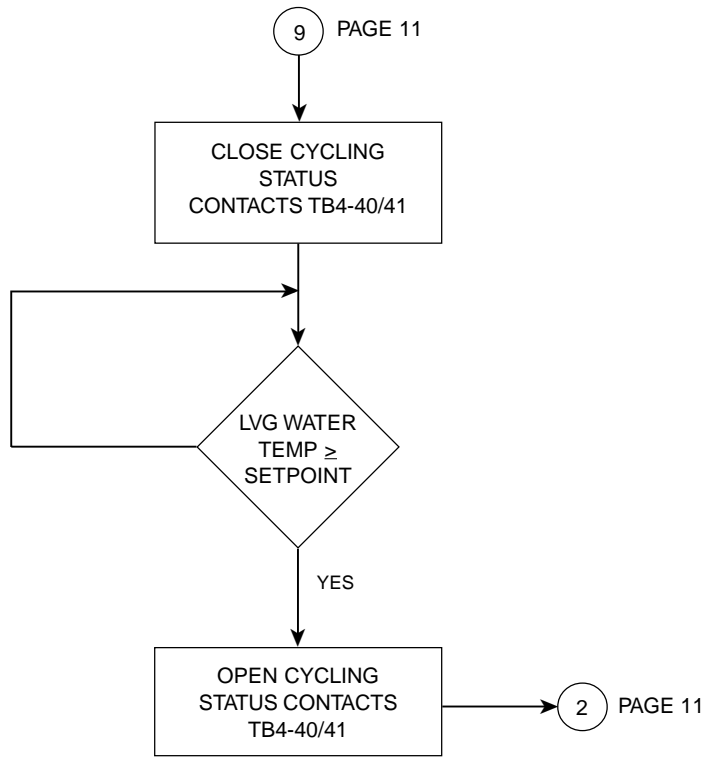 9 PAGE 11
CLOSE CYCLING
STATUS
CONTACTS TB4-40/41
LVG WATER
TEMP ≥
SETPOINT
YES
OPEN CYCLING
STATUS CONTACTS
TB4-40/41
2 PAGE 11